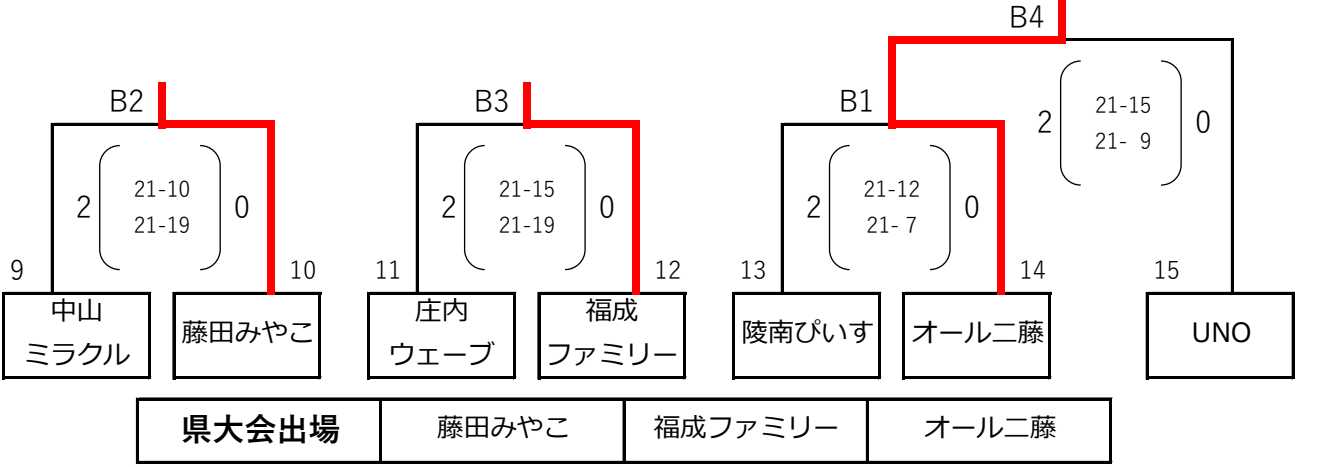 B4
B2
B3
B1
21-15
21- 9
2
0
21-10
21-19
2
0
21-15
21-19
2
0
21-12
21- 7
2
0
9
10
11
12
13
14
15
中山
ミラクル
藤田みやこ
庄内
ウェーブ
福成
ファミリー
陵南ぴいす
オール二藤
UNO
県大会出場 藤田みやこ 福成ファミリー オール二藤